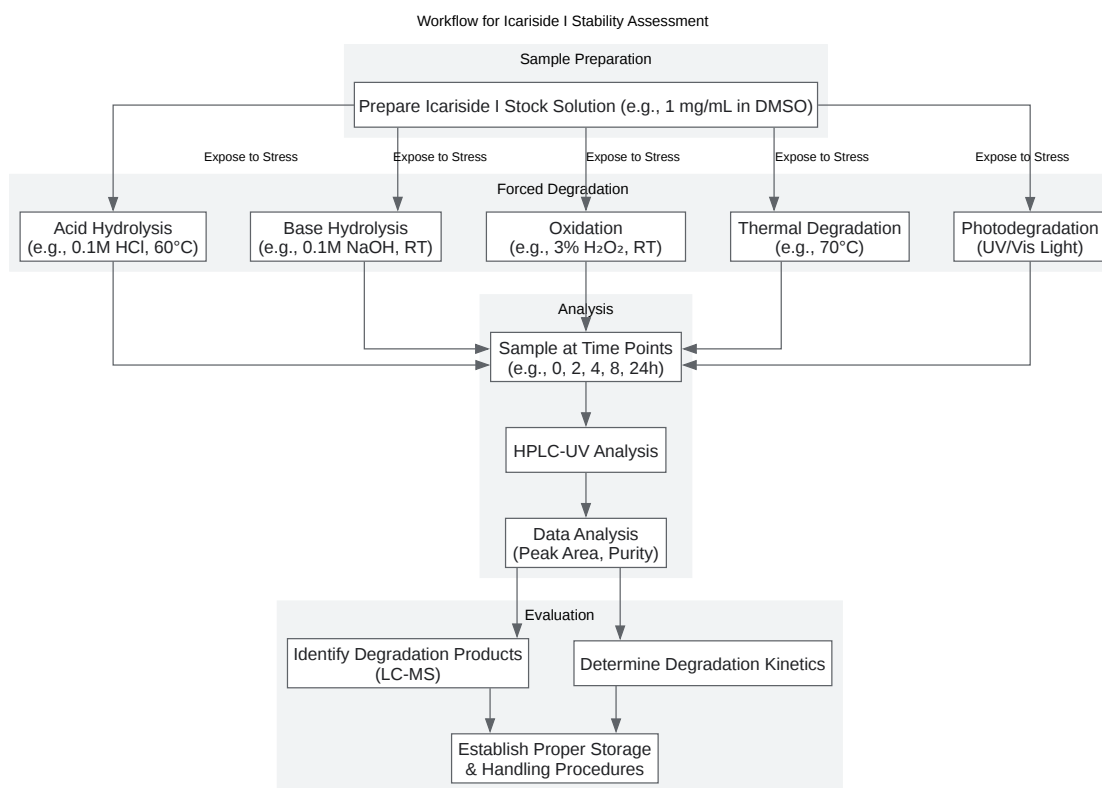 Workflow for Icariside I Stability Assessment
Sample Preparation
Prepare Icariside I Stock Solution (e.g., 1 mg/mL in DMSO)
Expose to Stress
Expose to Stress
Expose to Stress
Expose to Stress
Expose to Stress
Forced Degradation
Acid Hydrolysis
(e.g., 0.1M HCl, 60°C)
Base Hydrolysis
(e.g., 0.1M NaOH, RT)
Oxidation
(e.g., 3% H₂O₂, RT)
Thermal Degradation
(e.g., 70°C)
Photodegradation
(UV/Vis Light)
Analysis
Sample at Time Points
(e.g., 0, 2, 4, 8, 24h)
HPLC-UV Analysis
Data Analysis
(Peak Area, Purity)
Evaluation
Identify Degradation Products
(LC-MS)
Determine Degradation Kinetics
Establish Proper Storage
& Handling Procedures